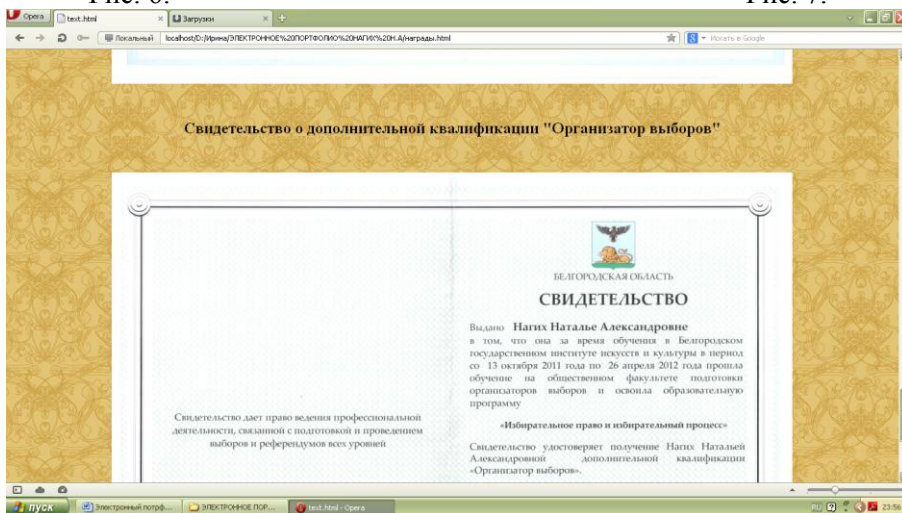 Рис. 6.
Рис. 7.
Opera
text.html
Загрузки
Локальный
localhost/D:/Ирина/ЭЛЕКТРОННОЕ%20ПОРТФОЛИО%20НАГИХ%20Н.А/награды.html
Искать в Google
Свидетельство о дополнительной квалификации "Организатор выборов"
БЕЛГОРОДСКАЯ ОБЛАСТЬ
СВИДЕТЕЛЬСТВО
Выдано Нагих Наталье Александровне
в том, что она за время обучения в Белгородском
государственном институте искусств и культуры в период
со 13 октября 2011 года по 26 апреля 2012 года прошла
обучение на общественном факультете подготовки
организаторов выборов и освоила образовательную
программу
«Избирательное право и избирательный процесс»
Свидетельство удостоверяет получение Нагих Натальей
Александровной дополнительной квалификации
«Организатор выборов».
Свидетельство дает право ведения профессиональной
деятельности, связанной с подготовкой и проведением
выборов и референдумов всех уровней
пуск
Электронный потрф...
ЭЛЕКТРОННОЕ ПОР...
text.html - Opera
RU
23:56